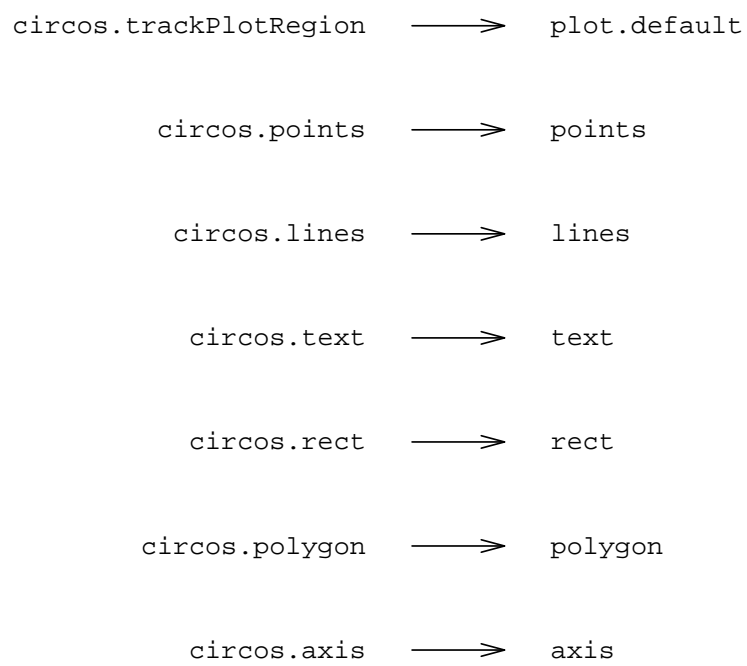 circos.trackPlotRegion plot.default
circos.points points
circos.lines lines
circos.text text
circos.rect rect
circos.polygon polygon
circos.axis axis